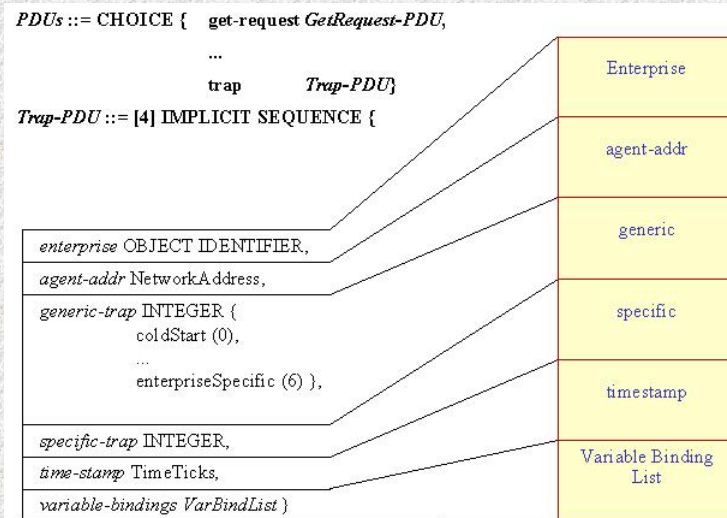 PDUs ::= CHOICE { get-request GetRequest-PDU,
...
trap Trap-PDU}
Trap-PDU ::= [4] IMPLICIT SEQUENCE {
enterprise OBJECT IDENTIFIER,
agent-addr NetworkAddress,
generic-trap INTEGER {
coldStart (0),
...
enterpriseSpecific (6) },
specific-trap INTEGER,
time-stamp TimeTicks,
variable-bindings VarBindList }
Enterprise
agent-addr
generic
specific
timestamp
Variable Binding
List